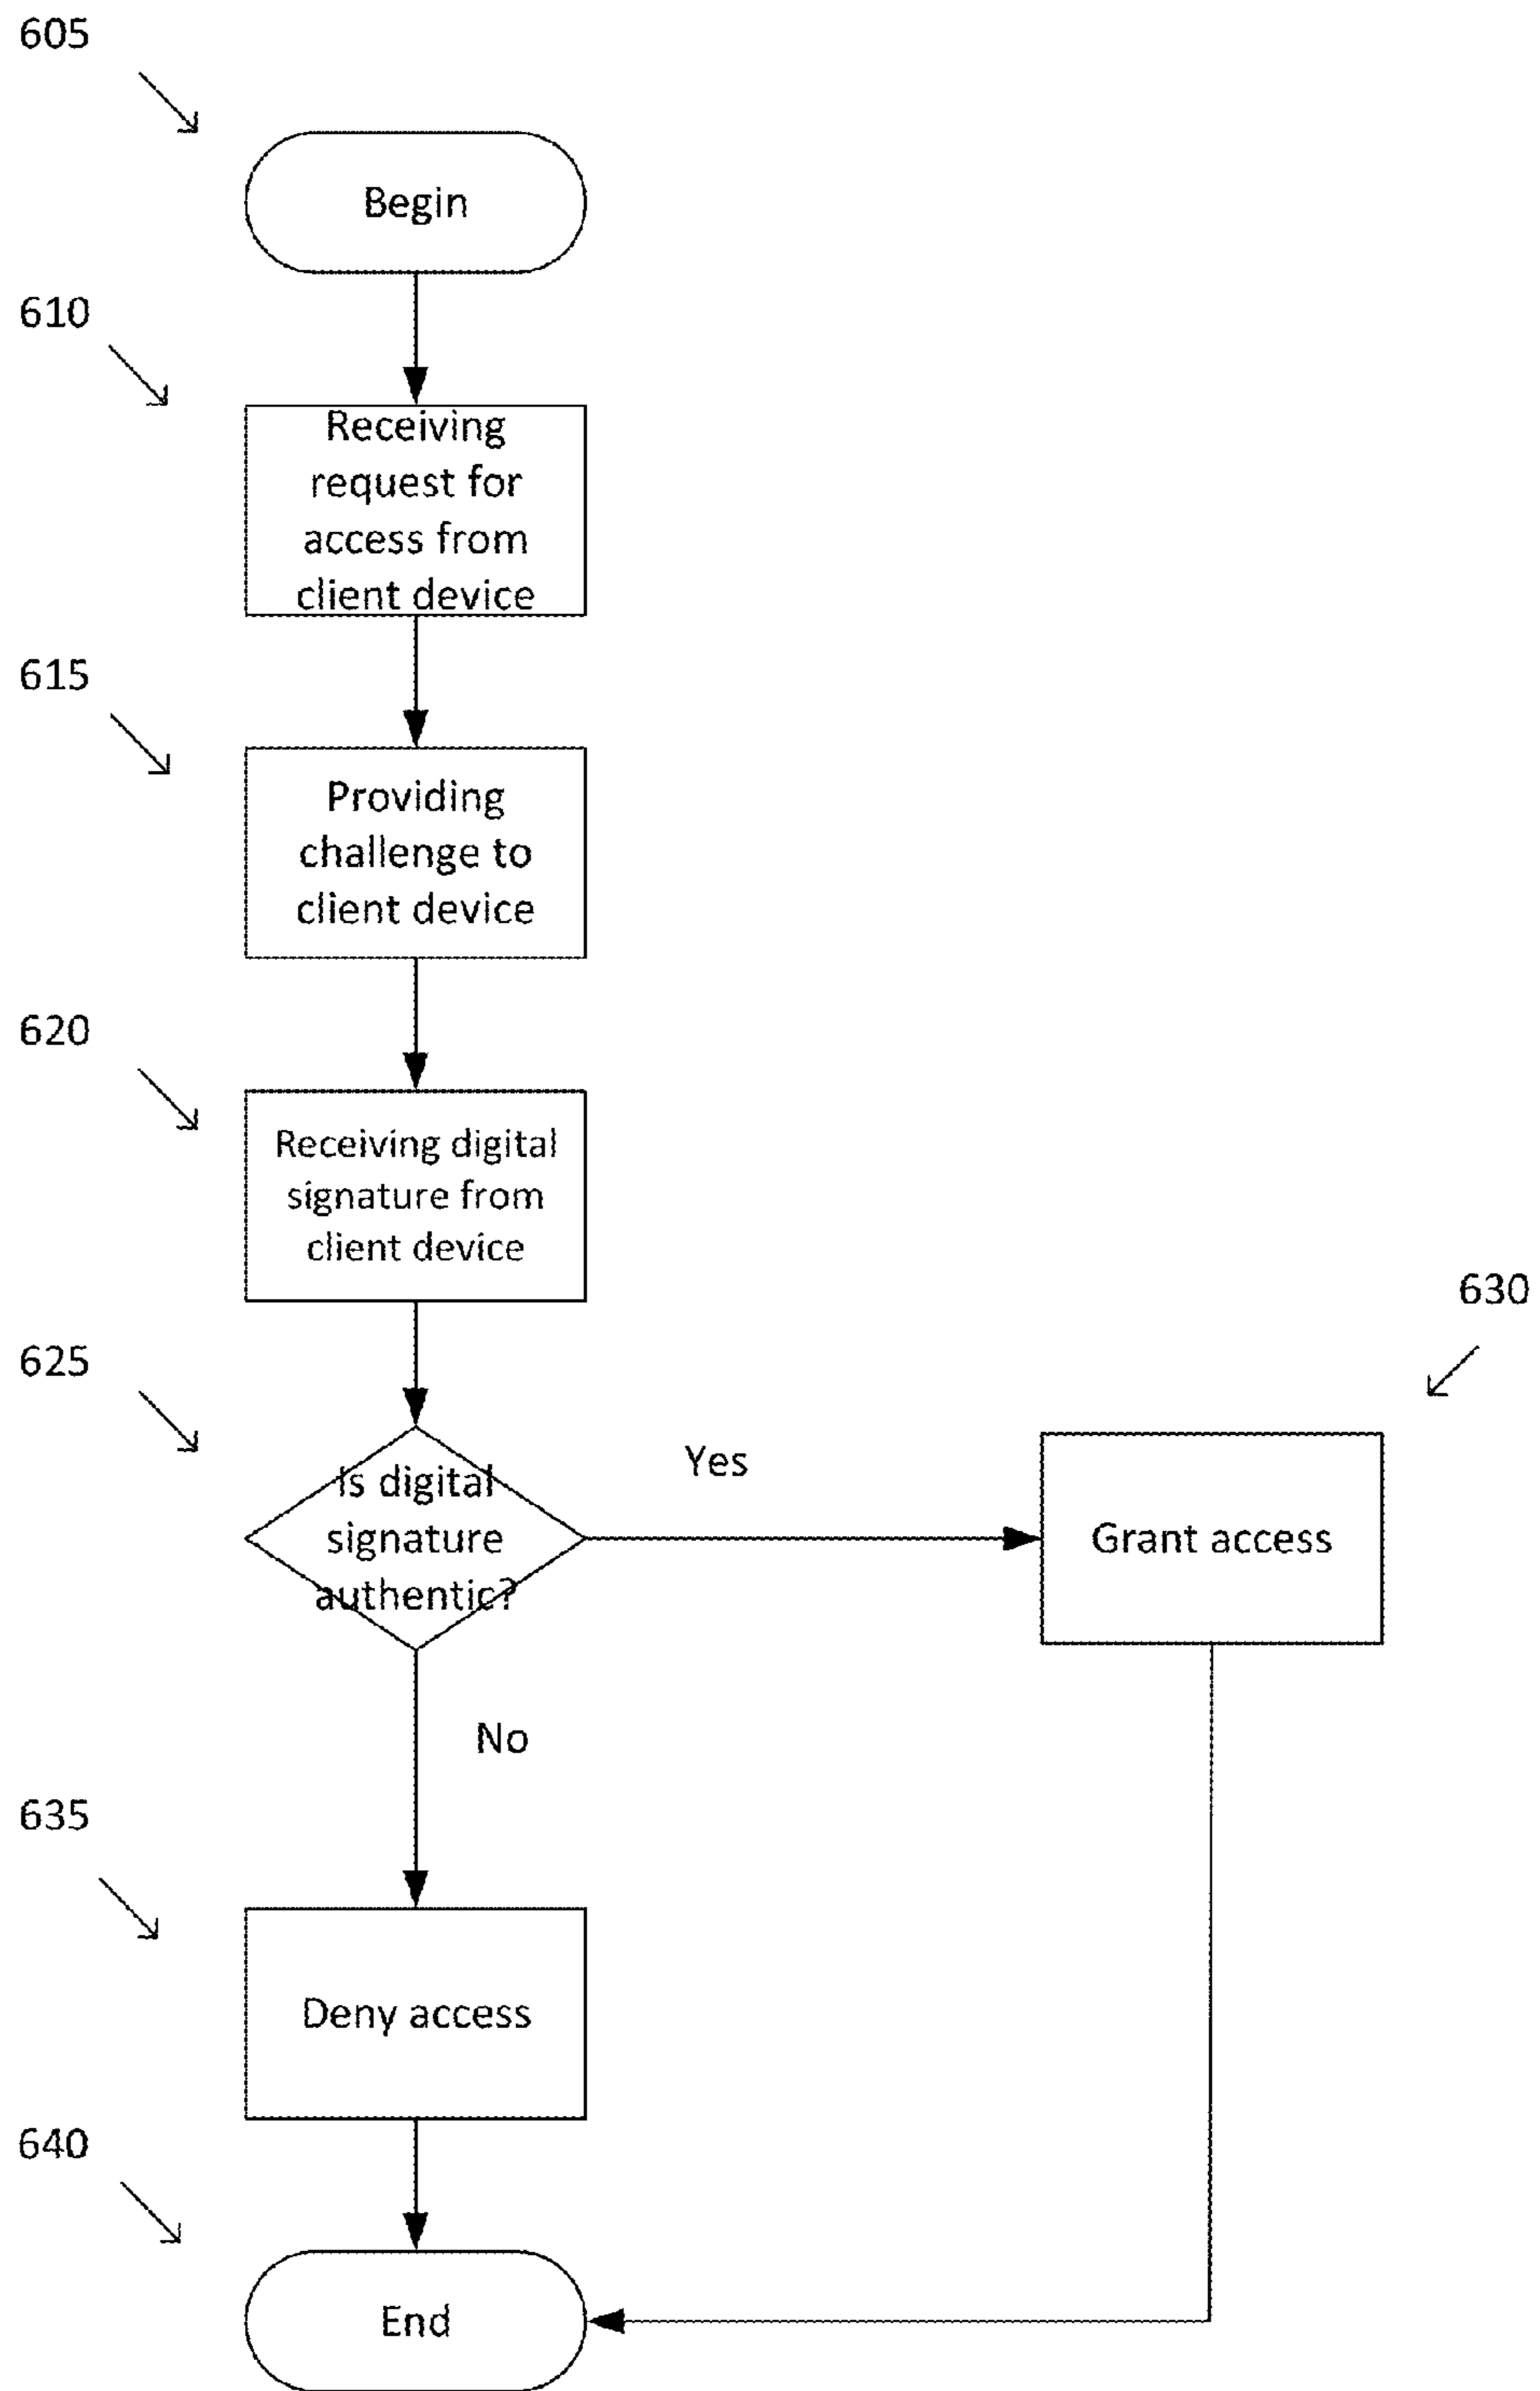 605
Begin
610
Receiving
request for
access from
client device
615
Providing
challenge to
client device
620
Receiving digital
signature from
client device
625
Is digital
signature
authentic?
Yes
630
Grant access
No
635
Deny access
640
End